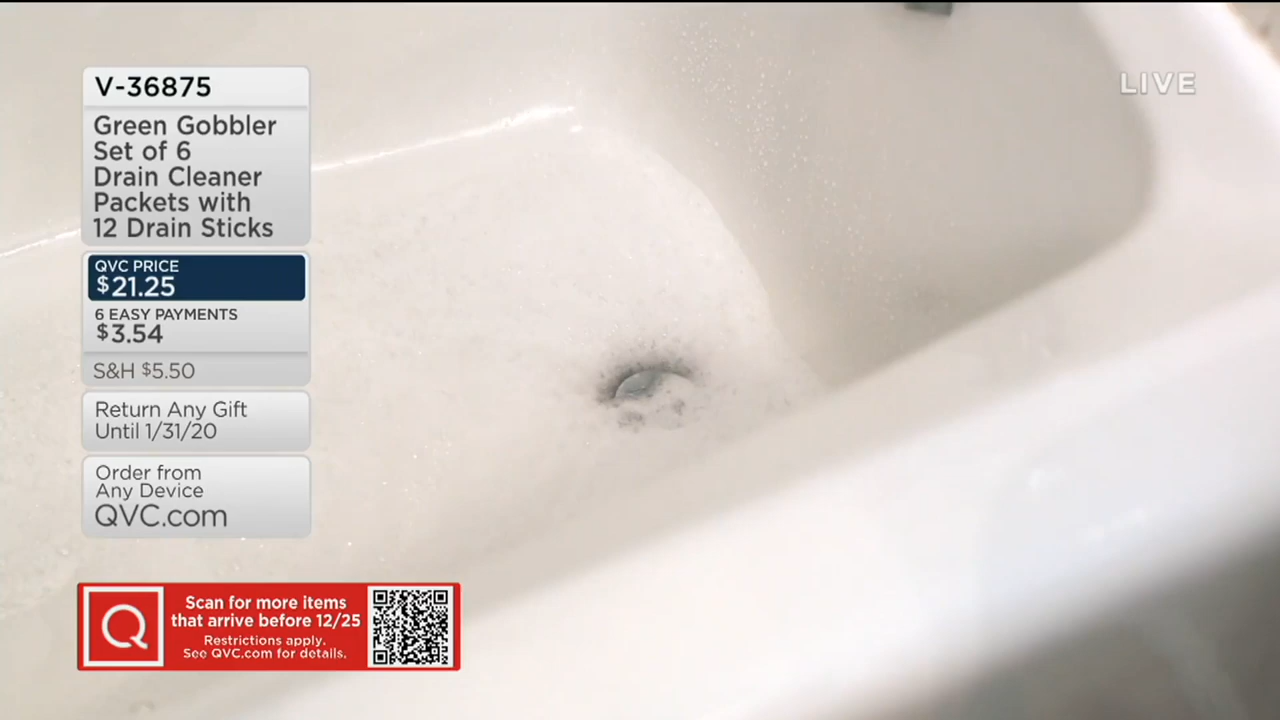 V-36875
Green Gobbler
Set of 6
Drain Cleaner
Packets with
12 Drain Sticks
QVC PRICE
$21.25
6 EASY PAYMENTS
$3.54
S&H $5.50
Return Any Gift
Until 1/31/20
Order from
Any Device
QVC.com
Q
Scan for more items
that arrive before 12/25
Restrictions apply.
See QVC.com for details.
LIVE